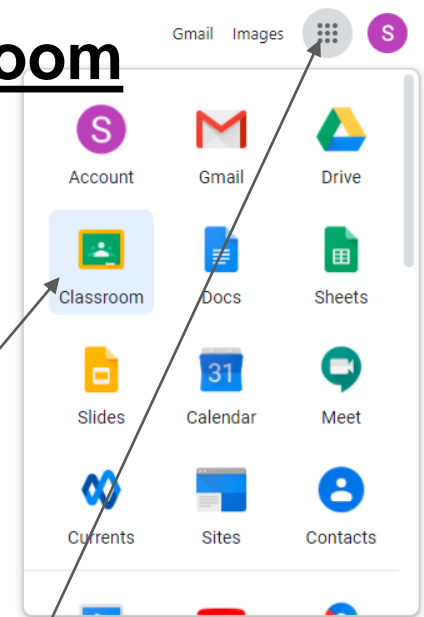 Gmail Images S
oom
S
Account Gmail Drive
Classroom Docs Sheets
31
Slides Calendar Meet
Currents Sites Contacts